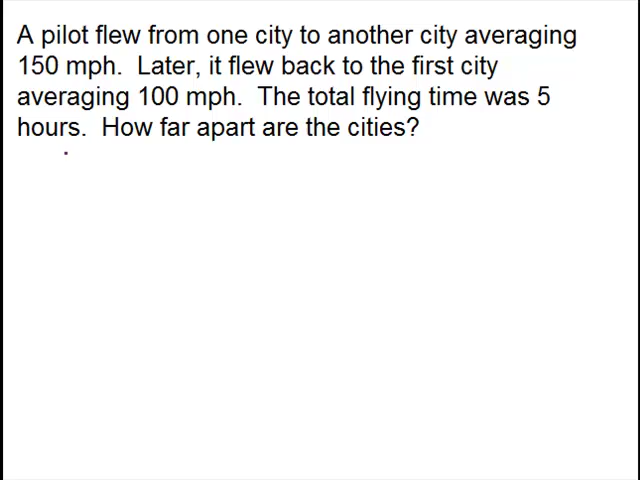 A pilot flew from one city to another city averaging
150 mph.  Later, it flew back to the first city
averaging 100 mph.  The total flying time was 5
hours.  How far apart are the cities?